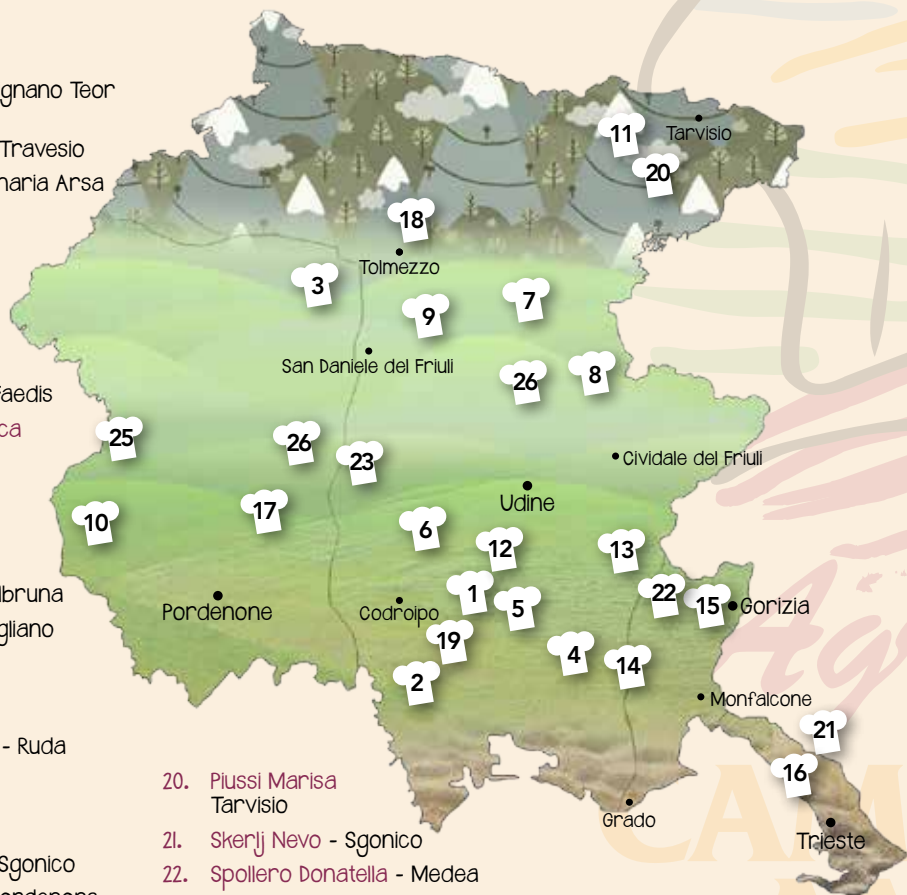 gnano Teor
Travesio
naria Arsa
Faedis
ca
lbruna
gliano
- Ruda
Sgonico
20. Piussi Marisa
Tarvisio
21. Skerlj Nevo - Sgonico
22. Spollero Donatella - Medea
11
Tarvisio
20
18
Tolmezzo
3
9
7
San Daniele del Friuli
26
8
25
26
23
Cividale del Friuli
Udine
10
17
6
12
13
Pordenone
Codroipo
1
5
22
15
Gorizia
19
4
14
2
Monfalcone
21
16
Grado
Trieste
Agr
CAM